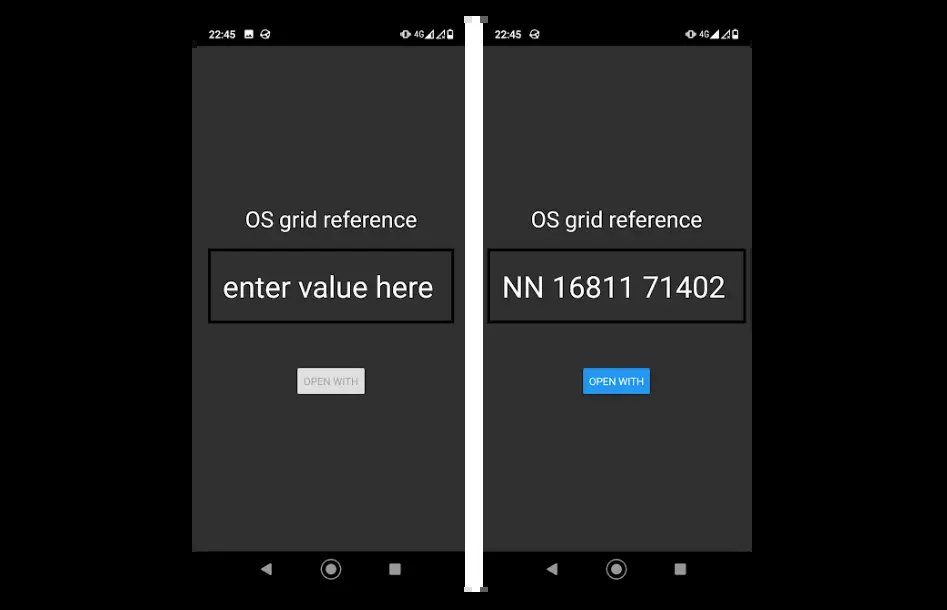 22:45
4G
OS grid reference
enter value here
OPEN WITH
22:45
4G
OS grid reference
NN 16811 71402
OPEN WITH